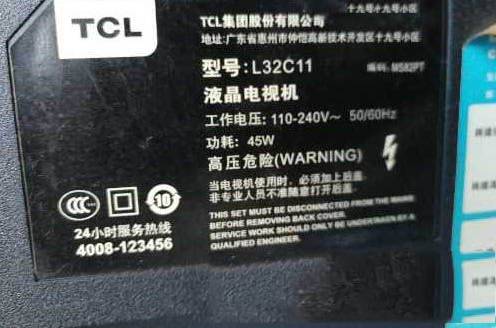 十九号十九号小区
TCL
TCL集团股份有限公司
地址:广东省惠州市仲恺高新技术开发区十九号小区
型号:L32C11
编码:MS82PT
液晶电视机
工作电压: 110-240V～ 50/60Hz
功耗: 45W
高压危险(WARNING)
当电视机使用时,必须加上后盖,
非专业人员不准随意打开后盖.
CCC
10
THIS SET MUST BE DISCONNECTED FROM THE MAINS
BEFORE REMOVING BACK COVER.
SERVICE WORK SHOULD ONLY BE UNDERTAKEN BY A
QUALIFIED ENGINEER.
24小时服务热线
4008-123456